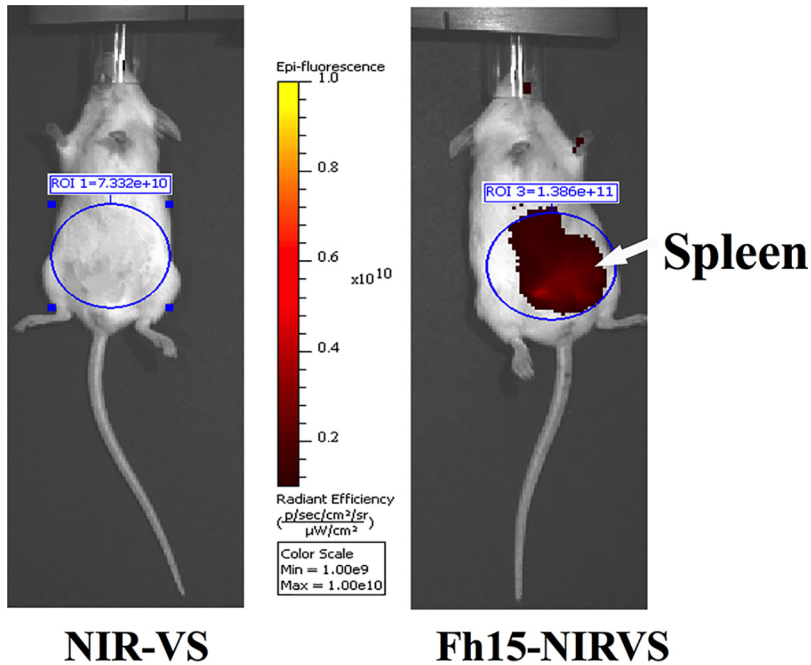 Epi-fluorescence
1.0
0.8
0.6
x10^10
0.4
0.2
Radiant Efficiency
(p/sec/cm²/sr
µW/cm²)
Color Scale
Min = 1.00e9
Max = 1.00e10
ROI 1=7.332e+10
ROI 3=1.386e+11
Spleen
NIR-VS
Fh15-NIRVS